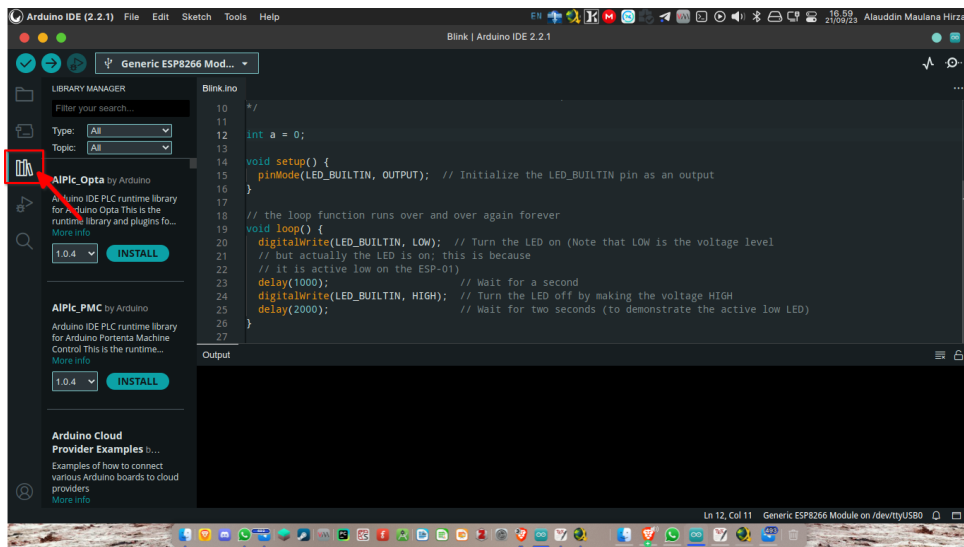 Arduino IDE (2.2.1) File Edit Sketch Tools Help
EN
16.59
21/09/23
Alauddin Maulana Hirza
Blink | Arduino IDE 2.2.1
Generic ESP8266 Mod...
LIBRARY MANAGER
Filter your search...
Type: All
Topic: All
AlPlc_Opta by Arduino
Arduino IDE PLC runtime library
for Arduino Opta This is the
runtime library and plugins fo...
More info
1.0.4 INSTALL
AlPlc_PMC by Arduino
Arduino IDE PLC runtime library
for Arduino Portenta Machine
Control This is the runtime...
More info
1.0.4 INSTALL
Arduino Cloud
Provider Examples b...
Examples of how to connect
various Arduino boards to cloud
providers
More info
Blink.ino
10 */
11
12 int a = 0;
13
14 void setup() {
15 pinMode(LED_BUILTIN, OUTPUT); // Initialize the LED_BUILTIN pin as an output
16 }
17
18 // the loop function runs over and over again forever
19 void loop() {
20 digitalWrite(LED_BUILTIN, LOW); // Turn the LED on (Note that LOW is the voltage level
21 // but actually the LED is on; this is because
22 // it is active low on the ESP-01)
23 delay(1000); // Wait for a second
24 digitalWrite(LED_BUILTIN, HIGH); // Turn the LED off by making the voltage HIGH
25 delay(2000); // Wait for two seconds (to demonstrate the active low LED)
26 }
27
Output
Ln 12, Col 11 Generic ESP8266 Module on /dev/ttyUSB0